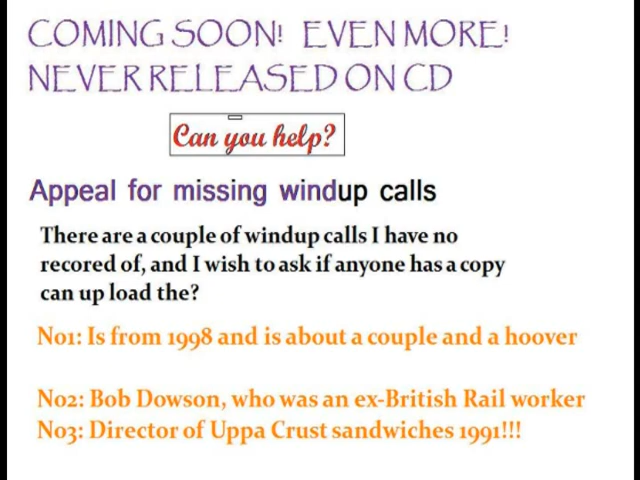 COMING SOON! EVEN MORE!
NEVER RELEASED ON CD
Can you help?
Appeal for missing windup calls
There are a couple of windup calls I have no
recored of, and I wish to ask if anyone has a copy
can up load the?
No1: Is from 1998 and is about a couple and a hoover
No2: Bob Dowson, who was an ex-British Rail worker
No3: Director of Uppa Crust sandwiches 1991!!!